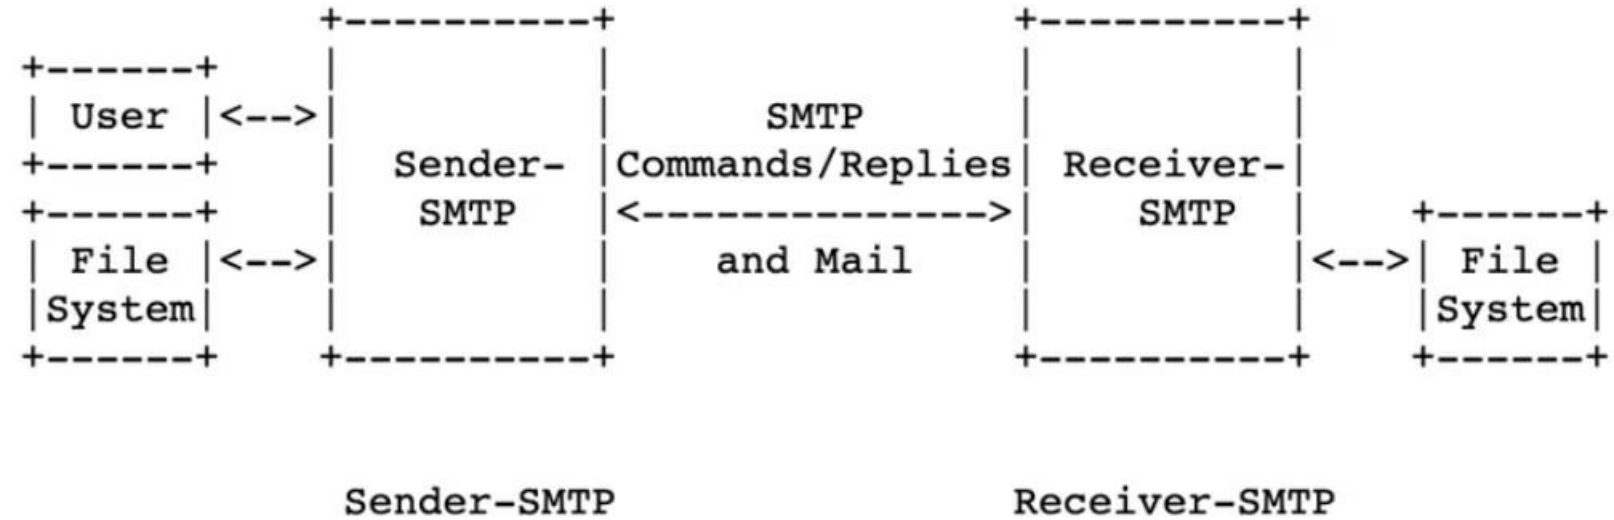 +----------+                +----------+
+------+    |          |                |          |
| User |<-->|          |      SMTP      |          |
+------+    |  Sender- |Commands/Replies| Receiver-|
+------+    |   SMTP   |<-------------->|    SMTP  |    +------+
| File |<-->|          |    and Mail    |          |<-->| File |
|System|    |          |                |          |    |System|
+------+    +----------+                +----------+    +------+
Sender-SMTP                Receiver-SMTP